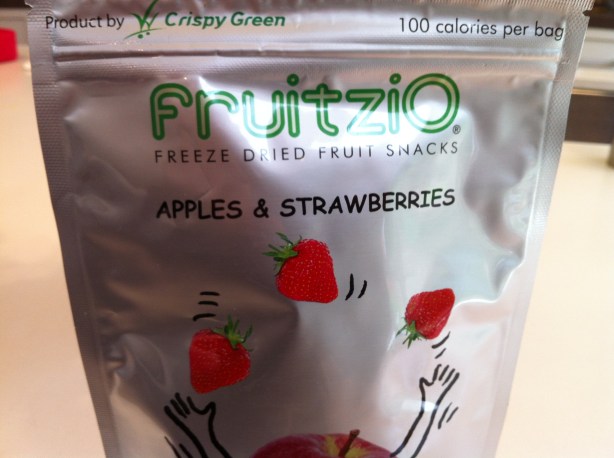 Product by Crispy Green
100 calories per bag
fruitziO®
FREEZE DRIED FRUIT SNACKS
APPLES & STRAWBERRIES